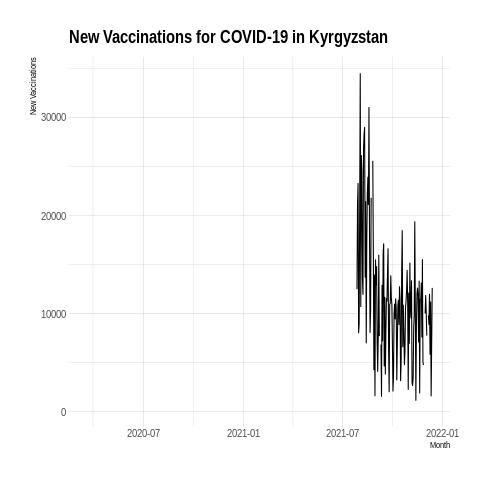 New Vaccinations for COVID-19 in Kyrgyzstan
New Vaccinations
30000
20000
10000
0
2020-07 2021-01 2021-07 2022-01
Month